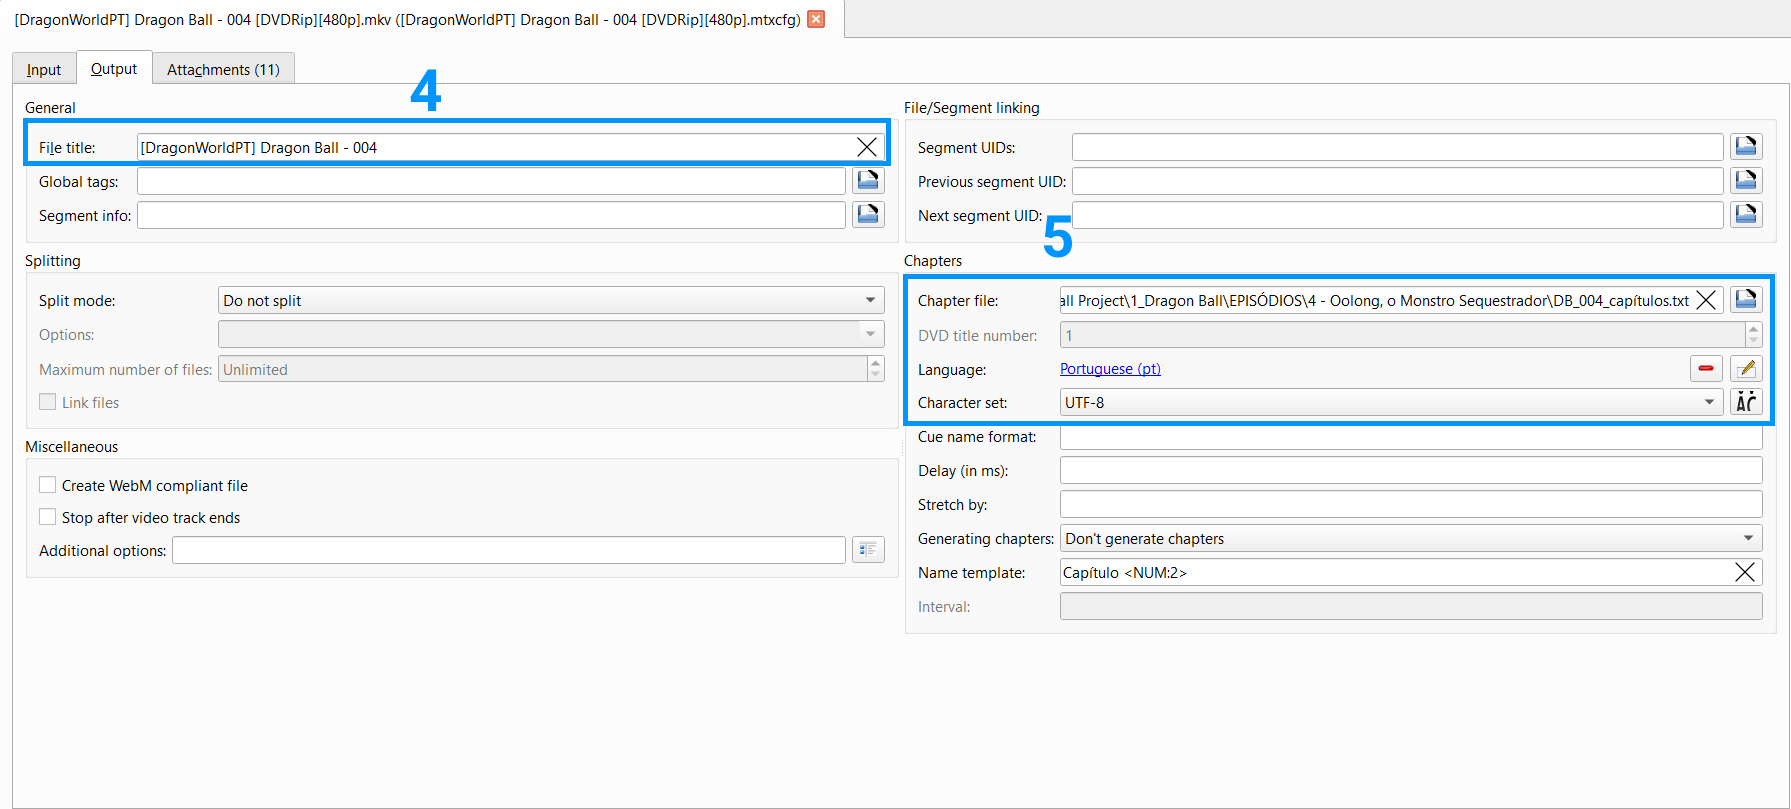 [DragonWorldPT] Dragon Ball - 004 [DVDRip][480p].mkv ([DragonWorldPT] Dragon Ball - 004 [DVDRip][480p].mtxcfg)
Input Output Attachments (11)
4
General
File title: [DragonWorldPT] Dragon Ball - 004
Global tags:
Segment info:
Splitting
Split mode: Do not split
Options:
Maximum number of files: Unlimited
Link files
Miscellaneous
Create WebM compliant file
Stop after video track ends
Additional options:
File/Segment linking
Segment UIDs:
Previous segment UID:
Next segment UID:
5
Chapters
Chapter file: all Project\1_Dragon Ball\EPISÓDIOS\4 - Oolong, o Monstro Sequestrador\DB_004_capítulos.txt
DVD title number: 1
Language: Portuguese (pt)
Character set: UTF-8 ǍČ
Cue name format:
Delay (in ms):
Stretch by:
Generating chapters: Don't generate chapters
Name template: Capítulo <NUM:2>
Interval: